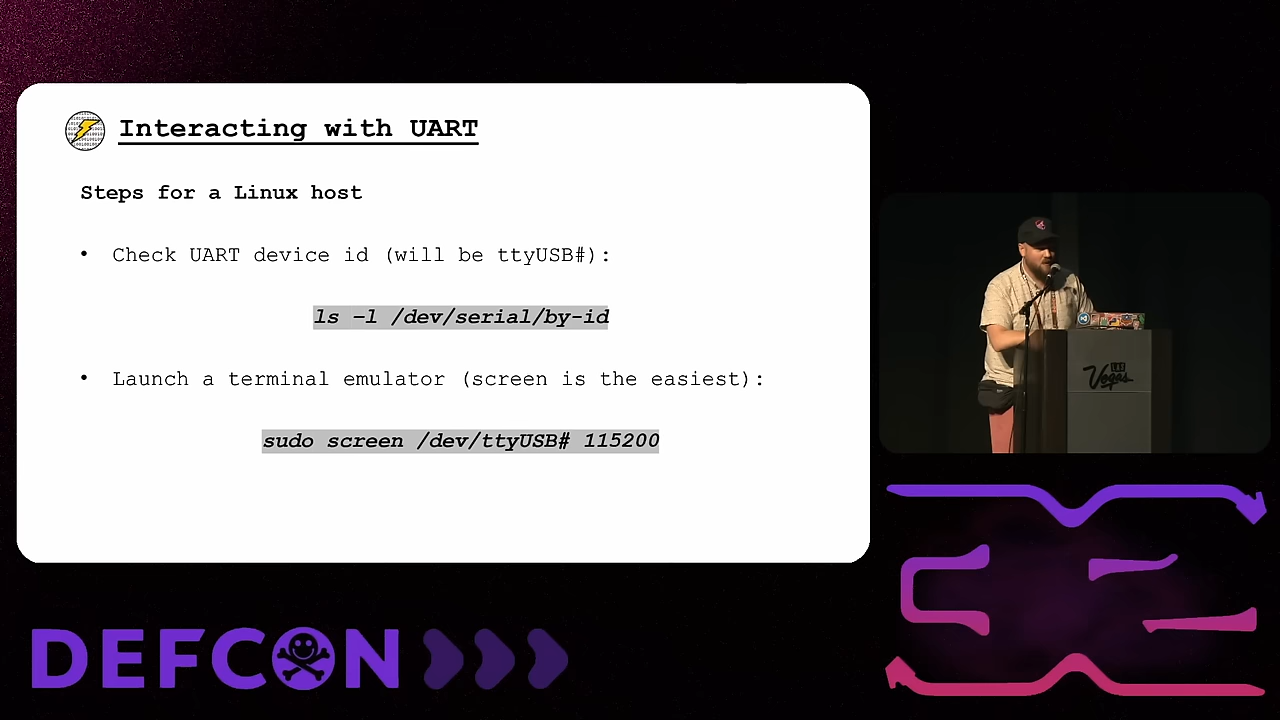 Interacting with UART
Steps for a Linux host
• Check UART device id (will be ttyUSB#):
ls –l /dev/serial/by-id
• Launch a terminal emulator (screen is the easiest):
sudo screen /dev/ttyUSB# 115200
Vegas
DEFCON